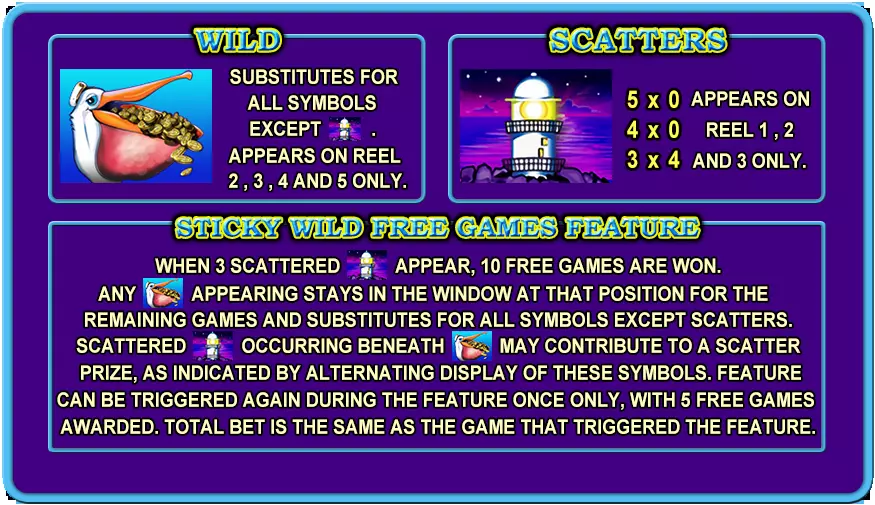 WILD
SUBSTITUTES FOR
ALL SYMBOLS
EXCEPT .
APPEARS ON REEL
2 , 3 , 4 AND 5 ONLY.
SCATTERS
5 x 0 APPEARS ON
4 x 0 REEL 1 , 2
3 x 4 AND 3 ONLY.
STICKY WILD FREE GAMES FEATURE
WHEN 3 SCATTERED APPEAR, 10 FREE GAMES ARE WON.
ANY APPEARING STAYS IN THE WINDOW AT THAT POSITION FOR THE
REMAINING GAMES AND SUBSTITUTES FOR ALL SYMBOLS EXCEPT SCATTERS.
SCATTERED OCCURRING BENEATH MAY CONTRIBUTE TO A SCATTER
PRIZE, AS INDICATED BY ALTERNATING DISPLAY OF THESE SYMBOLS. FEATURE
CAN BE TRIGGERED AGAIN DURING THE FEATURE ONCE ONLY, WITH 5 FREE GAMES
AWARDED. TOTAL BET IS THE SAME AS THE GAME THAT TRIGGERED THE FEATURE.